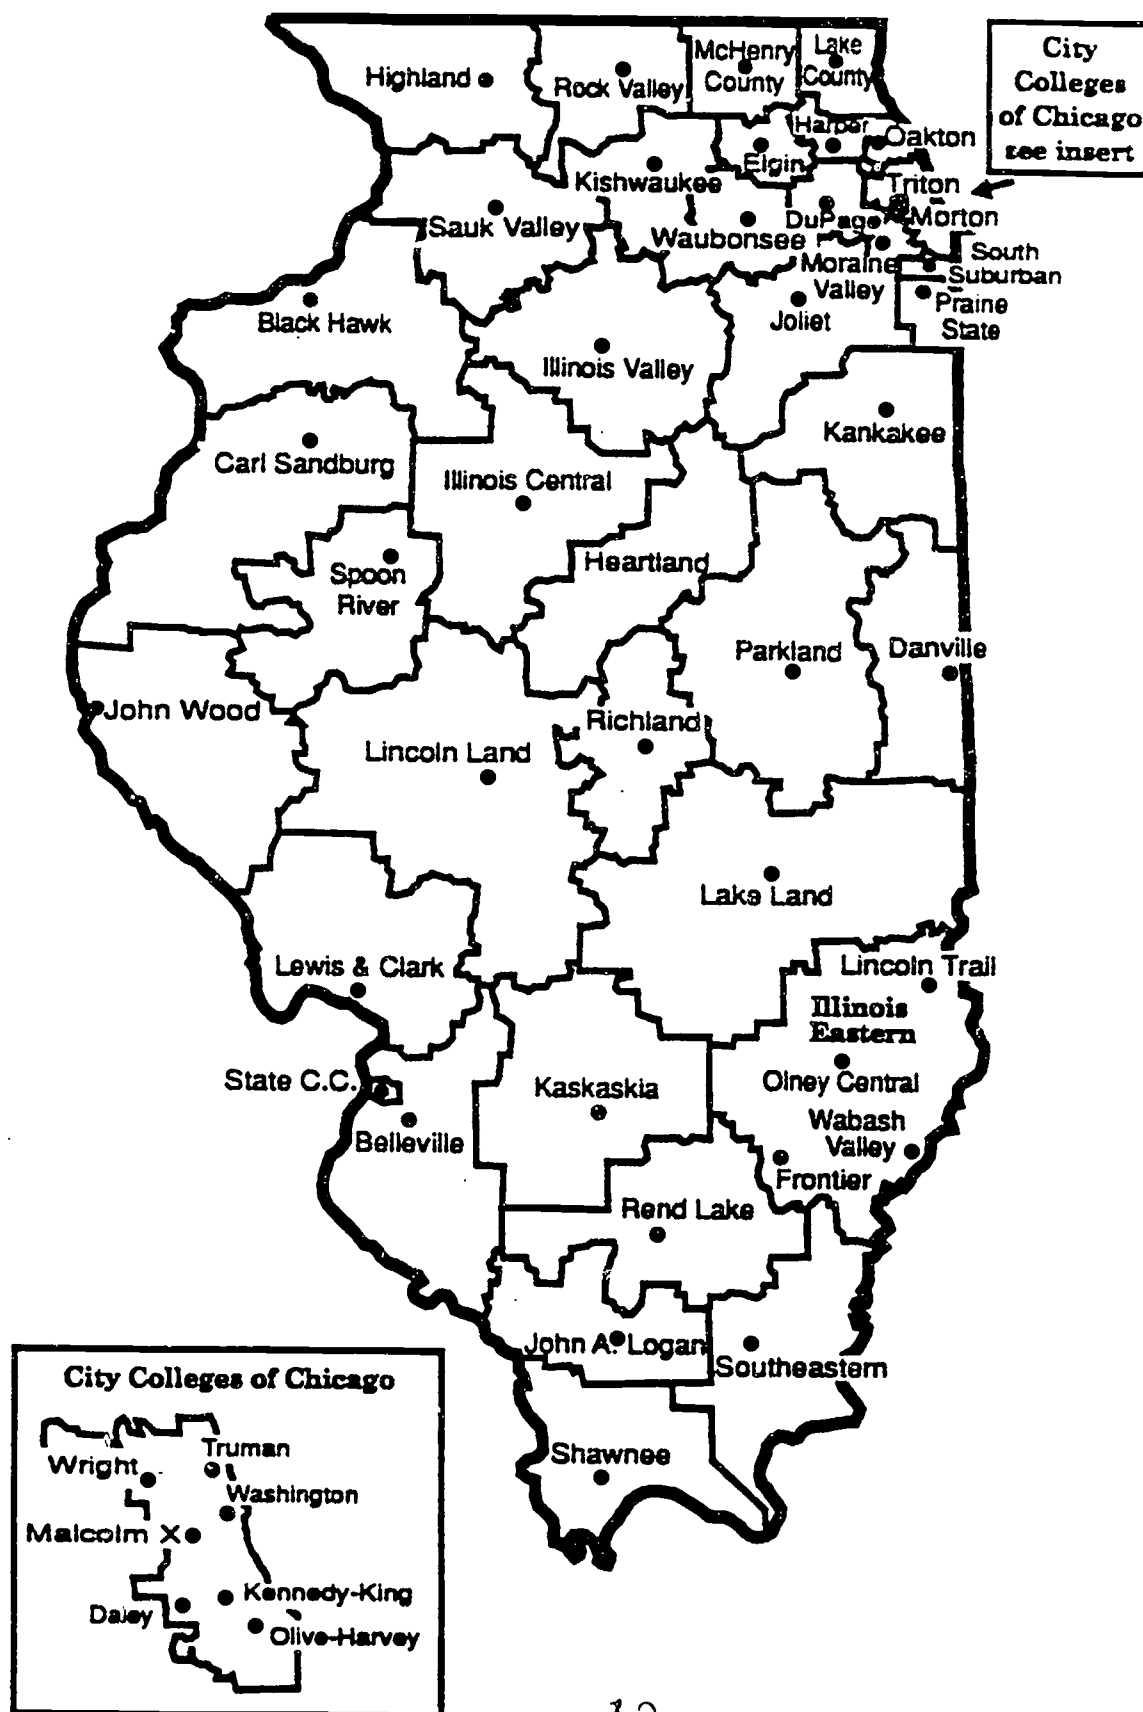 McHenry
County
Lake
County
City
Colleges
of Chicago
see insert
Highland
Rock Valley
Harper
Oakton
Elgin
Kishwaukee
Triton
Sauk Valley
Waubonsee
DuPage
Morton
Moraine
Valley
South
Suburban
Black Hawk
Joliet
Praine
State
Illinois Valley
Kankakee
Carl Sandburg
Illinois Central
Heartland
Spoon
River
Parkland
Danville
John Wood
Richland
Lincoln Land
Lake Land
Lewis & Clark
Lincoln Trail
Illinois
Eastern
State C.C.
Kaskaskia
Olney Central
Belleville
Wabash
Valley
Frontier
Rend Lake
John A. Logan
Southeastern
Shawnee
City Colleges of Chicago
Truman
Wright
Washington
Malcolm X
Kennedy-King
Daley
Olive-Harvey